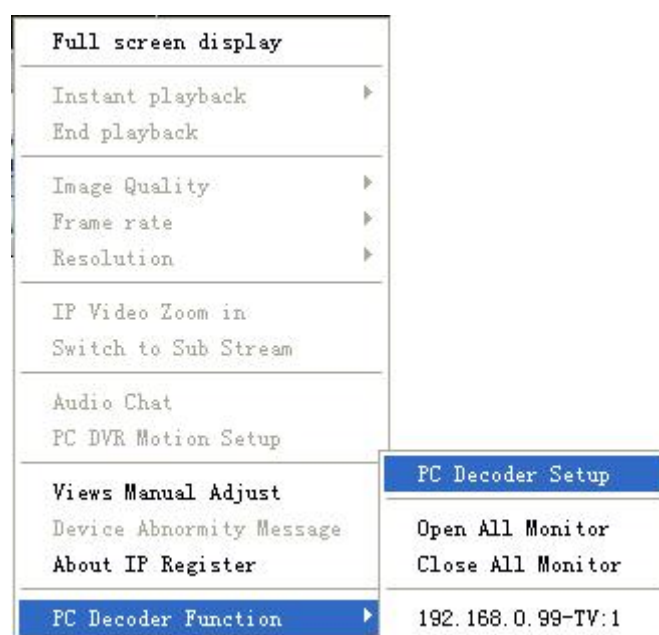 Full screen display
Instant playback
End playback
Image Quality
Frame rate
Resolution
IP Video Zoom in
Switch to Sub Stream
Audio Chat
PC DVR Motion Setup
Views Manual Adjust
Device Abnormity Message
About IP Register
PC Decoder Function
PC Decoder Setup
Open All Monitor
Close All Monitor
192.168.0.99-TV:1